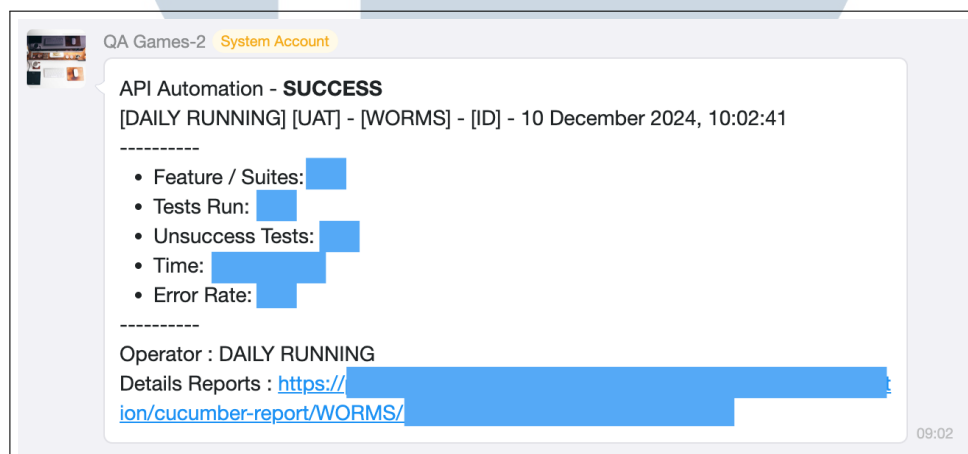 QA Games-2 System Account
API Automation - SUCCESS
[DAILY RUNNING] [UAT] - [WORMS] - [ID] - 10 December 2024, 10:02:41
----------
• Feature / Suites:
• Tests Run:
• Unsuccess Tests:
• Time:
• Error Rate:
----------
Operator : DAILY RUNNING
Details Reports : https://
ion/cucumber-report/WORMS/
09:02